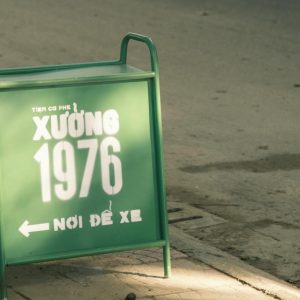 TIỆM CÀ PHÊ
XƯỞNG
1976
← NƠI ĐỂ XE